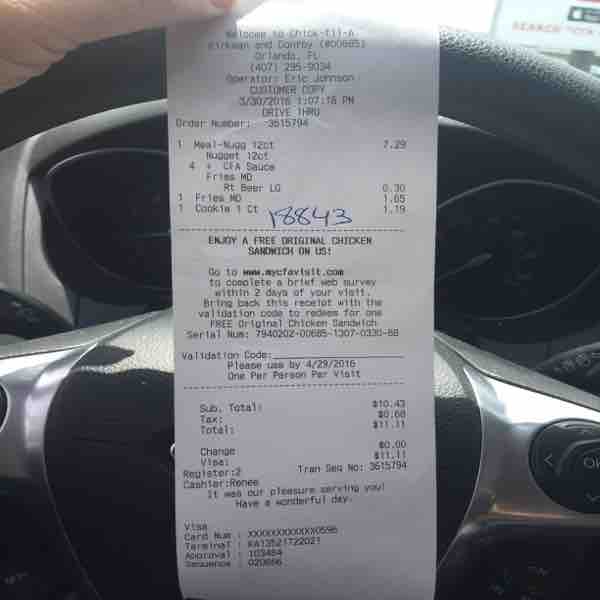 Welcome to Chick-fil-A
Kirkman and Conroy (#00685)
Orlando, FL
(407) 295-9034
Operator: Eric Johnson
CUSTOMER COPY
3/30/2016 1:07:16 PM
DRIVE THRU
Order Number: 3615794
1 Meal-Nugg 12ct 7.29
Nugget 12ct
4 + CFA Sauce
Fries MD
Rt Beer LG 0.30
1 Fries MD 1.65
1 Cookie 1 Ct 1.19
18843
ENJOY A FREE ORIGINAL CHICKEN
SANDWICH ON US!
Go to www.mycfavisit.com
to complete a brief web survey
within 2 days of your visit.
Bring back this receipt with the
validation code to redeem for one
FREE Original Chicken Sandwich.
Serial Num: 7940202-00685-1307-0330-68
Validation Code:
Please use by 4/29/2016
One Per Person Per Visit
Sub. Total: $10.43
Tax: $0.68
Total: $11.11
Change $0.00
Visa: $11.11
Register:2 Tran Seq No: 3615794
Cashier:Renee
It was our pleasure serving you!
Have a wonderful day.
Visa
Card Num : XXXXXXXXXXXX0596
Terminal : KA13521722021
Approval : 103484
Sequence : 020666
OK